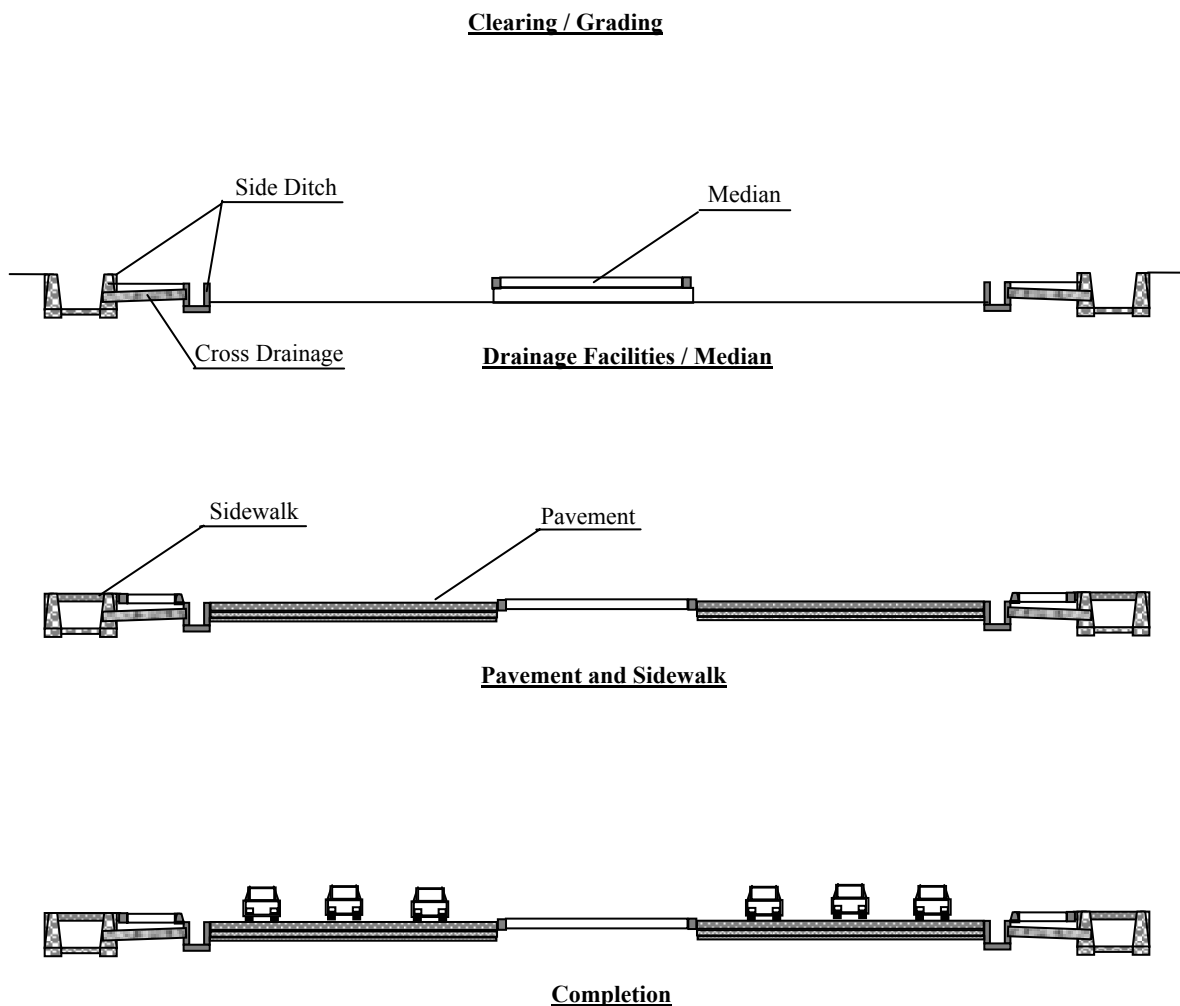 Clearing / Grading
Side Ditch
Median
Cross Drainage
Drainage Facilities / Median
Sidewalk
Pavement
Pavement and Sidewalk
Completion